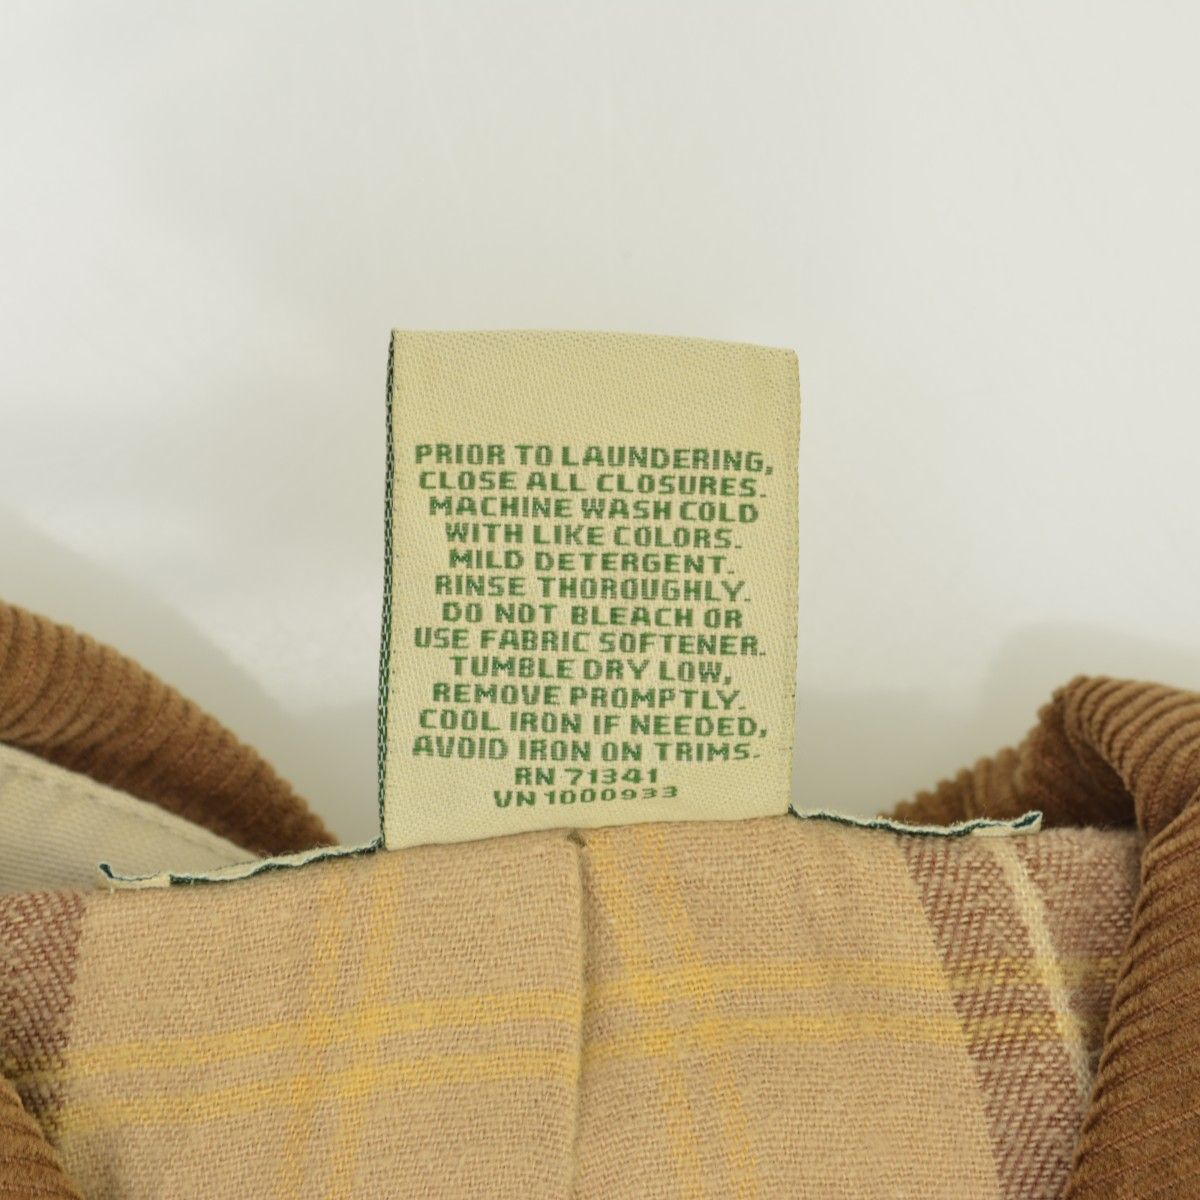 PRIOR TO LAUNDERING,
CLOSE ALL CLOSURES.
MACHINE WASH COLD
WITH LIKE COLORS.
MILD DETERGENT.
RINSE THOROUGHLY.
DO NOT BLEACH OR
USE FABRIC SOFTENER.
TUMBLE DRY LOW,
REMOVE PROMPTLY.
COOL IRON IF NEEDED,
AVOID IRON ON TRIMS.
RN 71341
VN 1000933